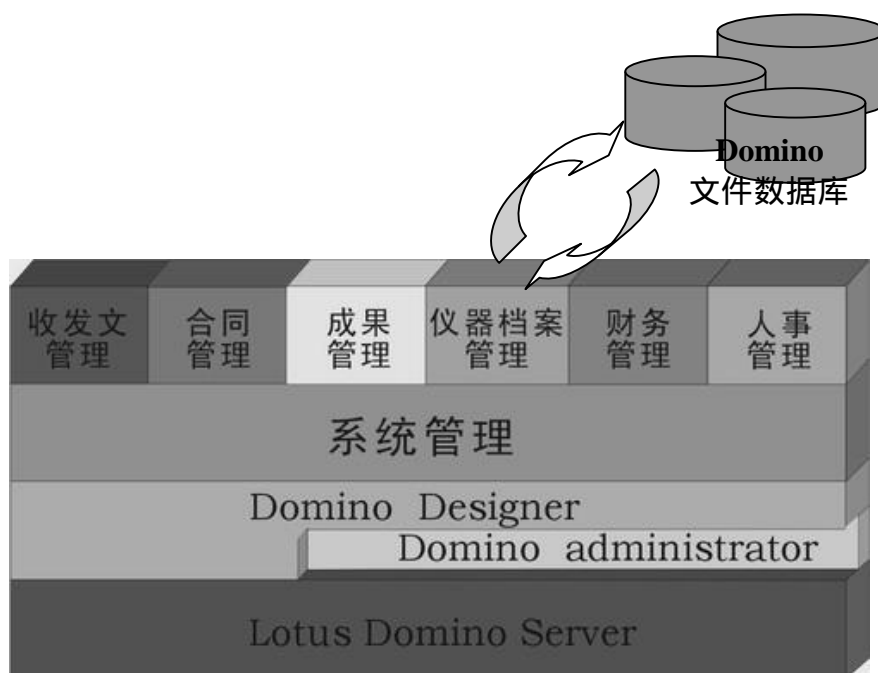 Domino
文件数据库
收发文
管理
合同
管理
成果
管理
仪器档案
管理
财务
管理
人事
管理
系统管理
Domino Designer
Domino administrator
Lotus Domino Server